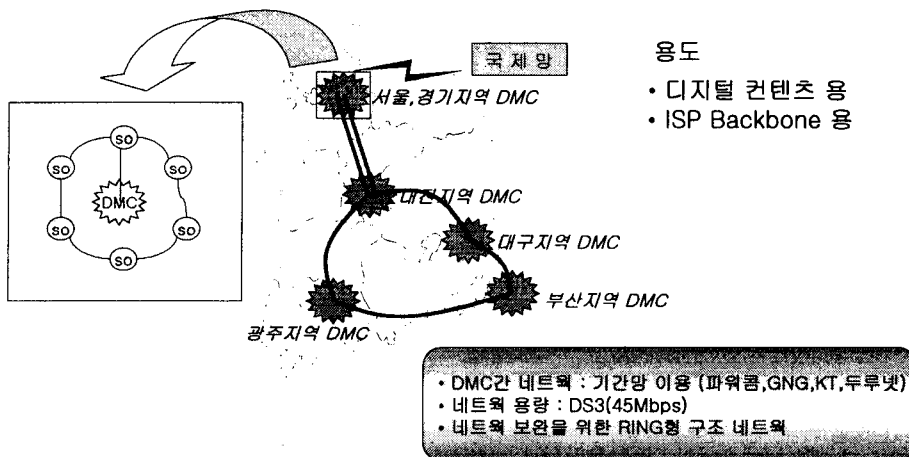 국제망
용도
• 디지털 컨텐츠 용
• ISP Backbone 용
서울,경기지역 DMC
so
so
so
so
so
so
DMC
대전지역 DMC
대구지역 DMC
부산지역 DMC
광주지역 DMC
• DMC간 네트웍 : 기간망 이용 (파워콤,GNG,KT,두루넷)
• 네트웍 용량 : DS3(45Mbps)
• 네트웍 보완을 위한 RING형 구조 네트웍